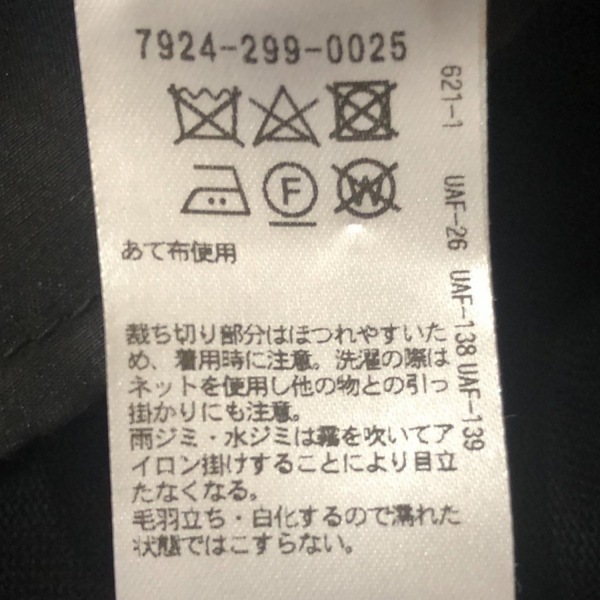 7924-299-0025
F
W
あて布使用
裁ち切り部分はほつれやすいた
め、着用時に注意。洗濯の際は
ネットを使用し他の物との引っ
掛かりにも注意。
雨ジミ・水ジミは霧を吹いてア
イロン掛けすることにより目立
たなくなる。
毛羽立ち・白化するので濡れた
状態ではこすらない。
621-1 UAF-26 UAF-138 UAF-139